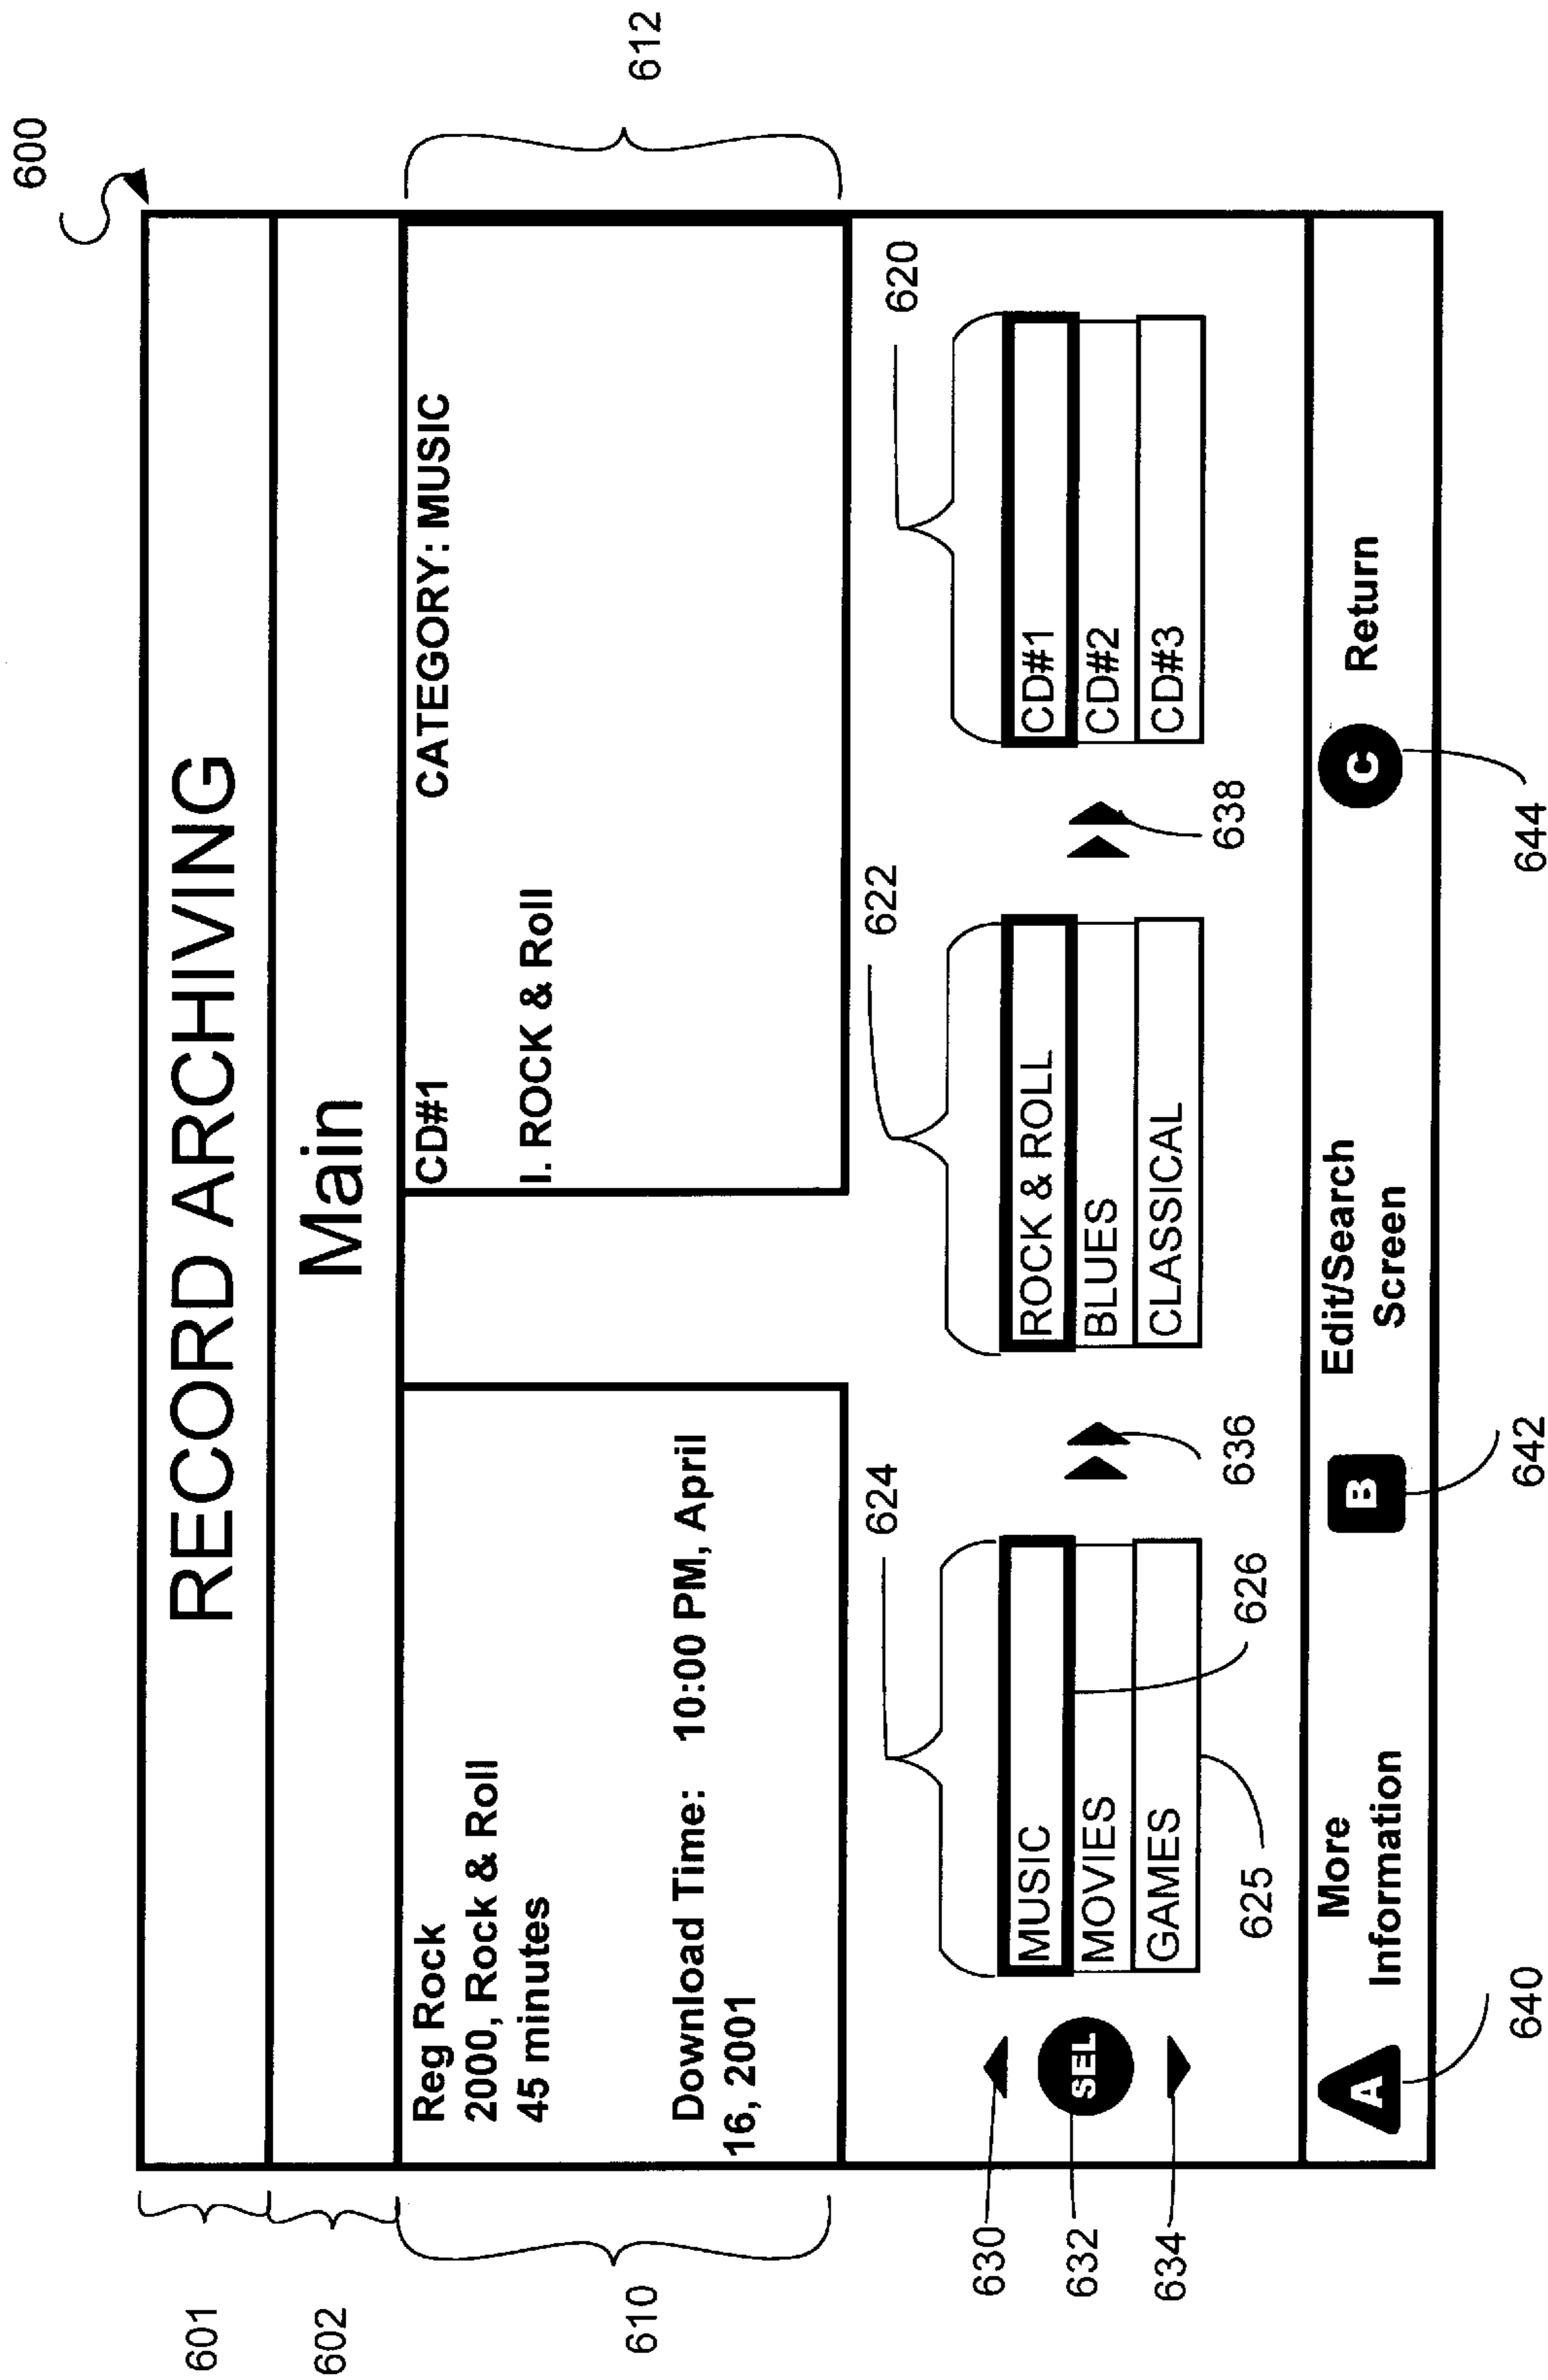 600
RECORD ARCHIVING
601
Main
602
Reg Rock
2000, Rock & Roll
45 minutes
Download Time: 10:00 PM, April
16, 2001
610
CD#1 CATEGORY: MUSIC
I. ROCK & Roll
612
624
622
620
630
SEL
632
634
MUSIC
MOVIES
GAMES
625
626
636
ROCK & ROLL
BLUES
CLASSICAL
638
CD#1
CD#2
CD#3
A
More
Information
B
Edit/Search
Screen
C
Return
640
642
644